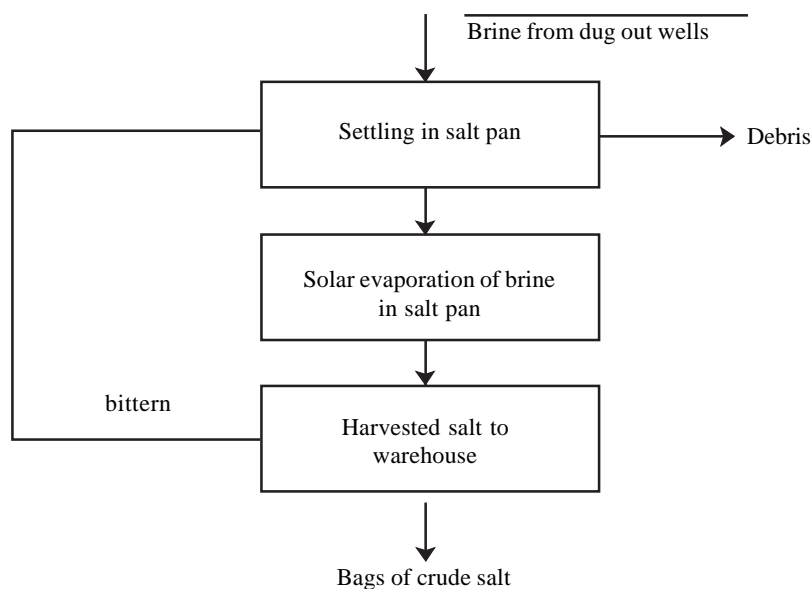 Brine from dug out wells
Settling in salt pan
Debris
Solar evaporation of brine
in salt pan
bittern
Harvested salt to
warehouse
Bags of crude salt